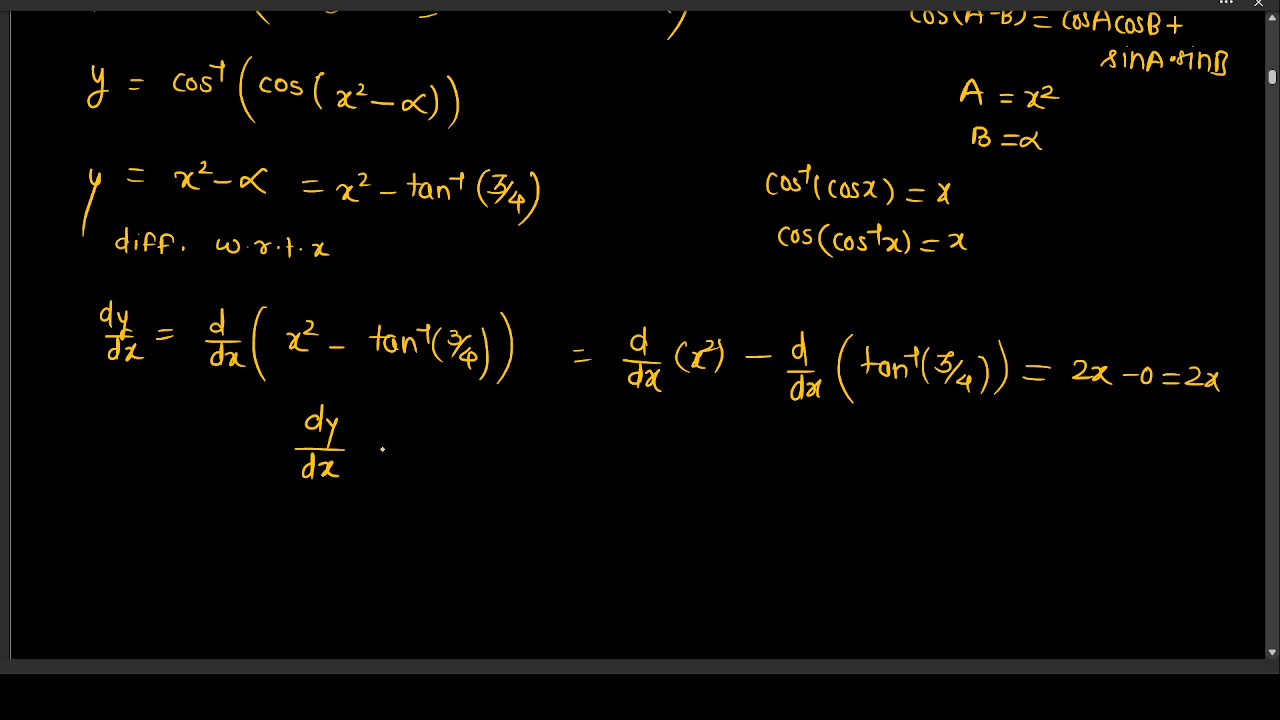 cos(A-B) = cosAcosB +
sinA·sinB
y = cos⁻¹(cos(x²-α))
A = x²
B = α
y = x²-α = x² - tan⁻¹(3/4)
cos⁻¹(cosx) = x
cos(cos⁻¹x) = x
diff. w.r.t. x
dy/dx = d/dx (x² - tan⁻¹(3/4)) = d/dx (x²) - d/dx (tan⁻¹(3/4)) = 2x - 0 = 2x
dy/dx